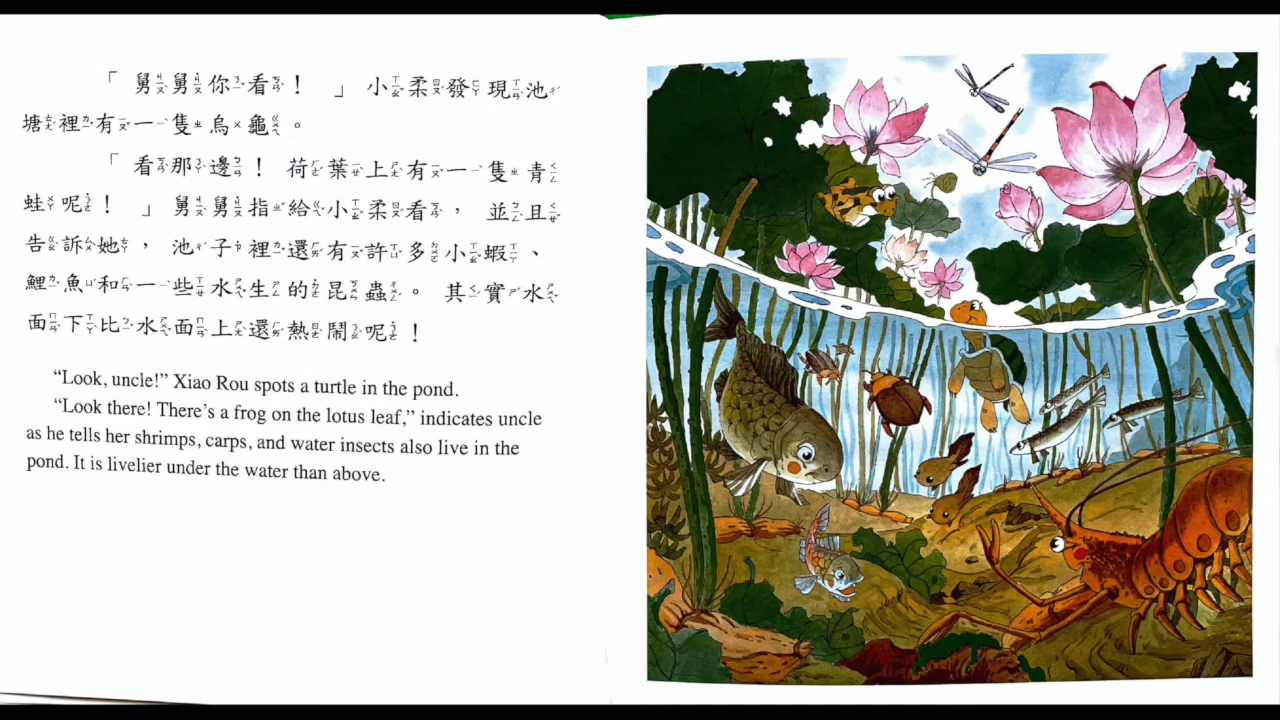 「舅舅你看！」小柔發現池
塘裡有一隻烏龜。
「看那邊！荷葉上有一隻青
蛙呢！」舅舅指給小柔看，並且
告訴她，池子裡還有許多小蝦、
鯉魚和一些水生的昆蟲。其實水
面下比水面上還熱鬧呢！
“Look, uncle!” Xiao Rou spots a turtle in the pond.
“Look there! There’s a frog on the lotus leaf,” indicates uncle
as he tells her shrimps, carps, and water insects also live in the
pond. It is livelier under the water than above.